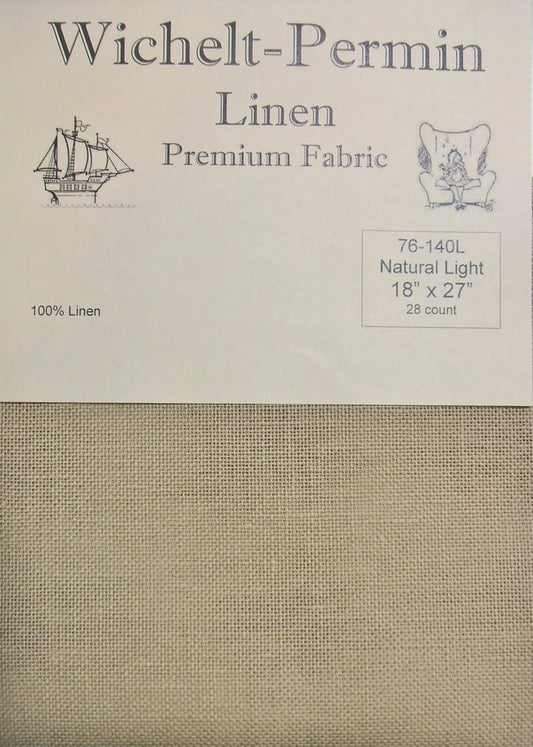 Wichelt-Permin
Linen
Premium Fabric
76-140L
Natural Light
18” x 27”
28 count
100% Linen